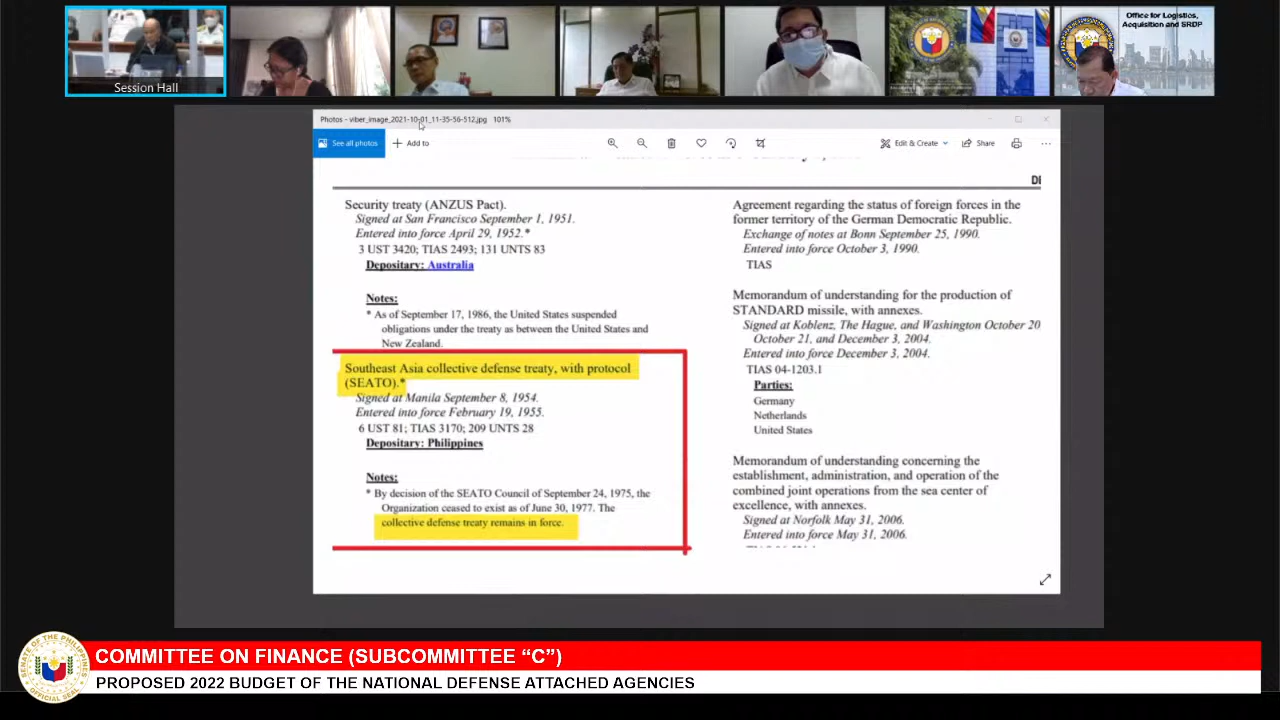 Session Hall
Office for Logistics,
Acquisition and SRDP
Photos - viber_image_2021-10-01_11-35-56-512.jpg 101%
See all photos
Add to
Edit & Create
Share
Security treaty (ANZUS Pact).
Signed at San Francisco September 1, 1951.
Entered into force April 29, 1952.*
3 UST 3420; TIAS 2493; 131 UNTS 83
Depositary: Australia
Notes:
* As of September 17, 1986, the United States suspended
obligations under the treaty as between the United States and
New Zealand.
Southeast Asia collective defense treaty, with protocol
(SEATO).*
Signed at Manila September 8, 1954.
Entered into force February 19, 1955.
6 UST 81; TIAS 3170; 209 UNTS 28
Depositary: Philippines
Notes:
* By decision of the SEATO Council of September 24, 1975, the
Organization ceased to exist as of June 30, 1977. The
collective defense treaty remains in force.
DE
Agreement regarding the status of foreign forces in the
former territory of the German Democratic Republic.
Exchange of notes at Bonn September 25, 1990.
Entered into force October 3, 1990.
TIAS
Memorandum of understanding for the production of
STANDARD missile, with annexes.
Signed at Koblenz, The Hague, and Washington October 20
October 21, and December 3, 2004.
Entered into force December 3, 2004.
TIAS 04-1203.1
Parties:
Germany
Netherlands
United States
Memorandum of understanding concerning the
establishment, administration, and operation of the
combined joint operations from the sea center of
excellence, with annexes.
Signed at Norfolk May 31, 2006.
Entered into force May 31, 2006.
SENATE OF THE PHILIPPINES
OFFICIAL SEAL
COMMITTEE ON FINANCE (SUBCOMMITTEE “C”)
PROPOSED 2022 BUDGET OF THE NATIONAL DEFENSE ATTACHED AGENCIES